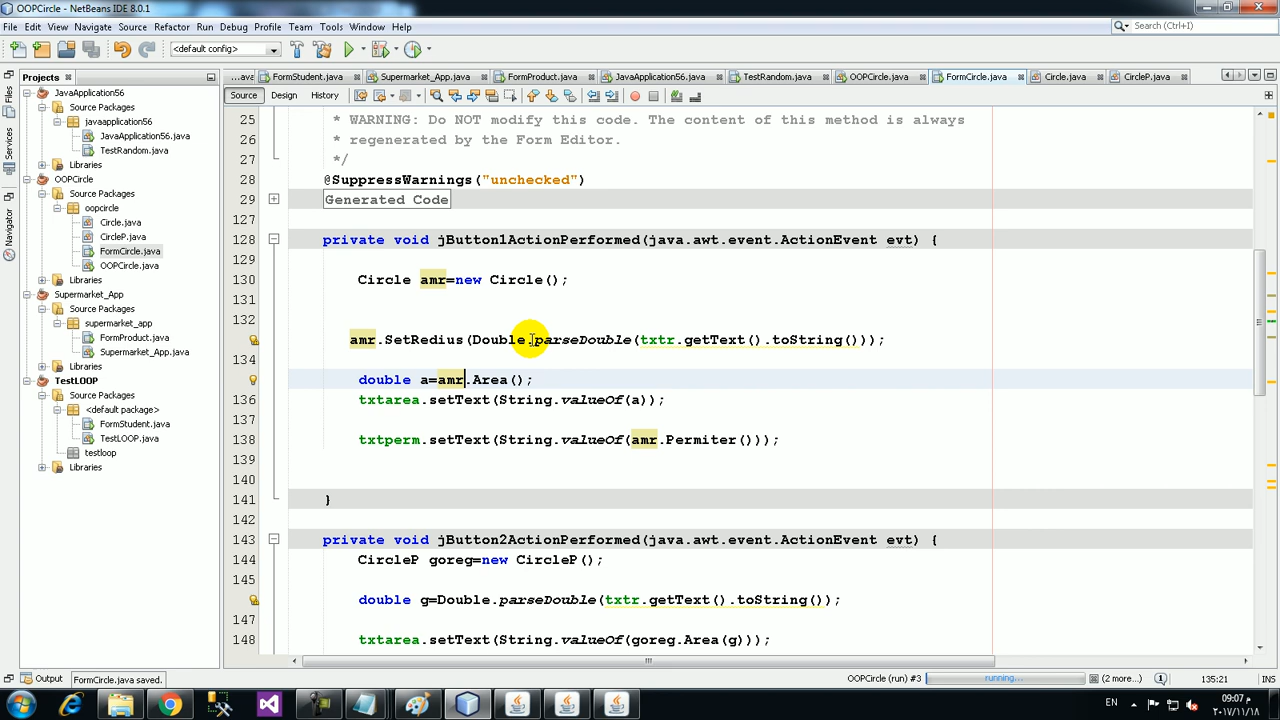 OOPCircle - NetBeans IDE 8.0.1
File Edit View Navigate Source Refactor Run Debug Profile Team Tools Window Help
Search (Ctrl+I)
<default config>
Projects
...ava FormStudent.java Supermarket_App.java FormProduct.java JavaApplication56.java TestRandom.java OOPCircle.java FormCircle.java Circle.java CircleP.java
Source Design History
Files
Services
Navigator
JavaApplication56
Source Packages
javaapplication56
JavaApplication56.java
TestRandom.java
Libraries
OOPCircle
Source Packages
oopcircle
Circle.java
CircleP.java
FormCircle.java
OOPCircle.java
Libraries
Supermarket_App
Source Packages
supermarket_app
FormProduct.java
Supermarket_App.java
Libraries
TestLOOP
Source Packages
<default package>
FormStudent.java
TestLOOP.java
testloop
Libraries
25 * WARNING: Do NOT modify this code. The content of this method is always
26 * regenerated by the Form Editor.
27 */
28 @SuppressWarnings("unchecked")
29 Generated Code
127
128 private void jButton1ActionPerformed(java.awt.event.ActionEvent evt) {
129
130 Circle amr=new Circle();
131
132
amr.SetRedius(Double.parseDouble(txtr.getText().toString()));
134
double a=amr.Area();
136 txtarea.setText(String.valueOf(a));
137
138 txtperm.setText(String.valueOf(amr.Permiter()));
139
140
141 }
142
143 private void jButton2ActionPerformed(java.awt.event.ActionEvent evt) {
144 CircleP goreg=new CircleP();
145
double g=Double.parseDouble(txtr.getText().toString());
147
148 txtarea.setText(String.valueOf(goreg.Area(g)));
Output FormCircle.java saved. OOPCircle (run) #3 running... (2 more...) 135:21 INS
EN
09:07 م
٢٠١٧/١١/١٨